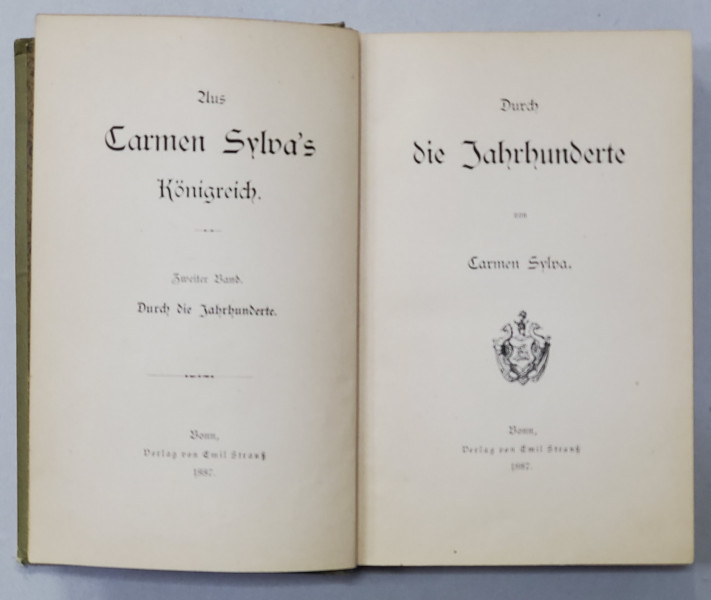 Aus
Carmen Sylva's
Königreich.
Zweiter Band.
Durch die Jahrhunderte.
Bonn,
Verlag von Emil Strauß
1887.
Durch
die Jahrhunderte
von
Carmen Sylva.
Bonn,
Verlag von Emil Strauß
1887.